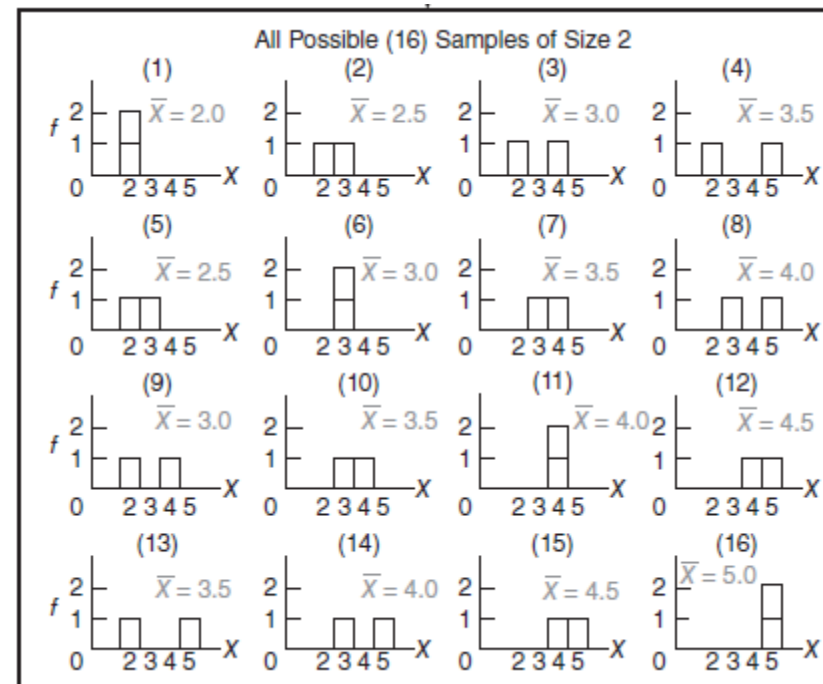 All Possible (16) Samples of Size 2
(1) (2) (3) (4)
f 2 X̅ = 2.0 2 X̅ = 2.5 2 X̅ = 3.0 2 X̅ = 3.5
1 1 1 1
0 2 3 4 5 X 0 2 3 4 5 X 0 2 3 4 5 X 0 2 3 4 5 X
(5) (6) (7) (8)
f 2 X̅ = 2.5 2 X̅ = 3.0 2 X̅ = 3.5 2 X̅ = 4.0
1 1 1 1
0 2 3 4 5 X 0 2 3 4 5 X 0 2 3 4 5 X 0 2 3 4 5 X
(9) (10) (11) (12)
f 2 X̅ = 3.0 2 X̅ = 3.5 2 X̅ = 4.0 2 X̅ = 4.5
1 1 1 1
0 2 3 4 5 X 0 2 3 4 5 X 0 2 3 4 5 X 0 2 3 4 5 X
(13) (14) (15) (16)
f 2 X̅ = 3.5 2 X̅ = 4.0 2 X̅ = 4.5 2 X̅ = 5.0
1 1 1 1
0 2 3 4 5 X 0 2 3 4 5 X 0 2 3 4 5 X 0 2 3 4 5 X